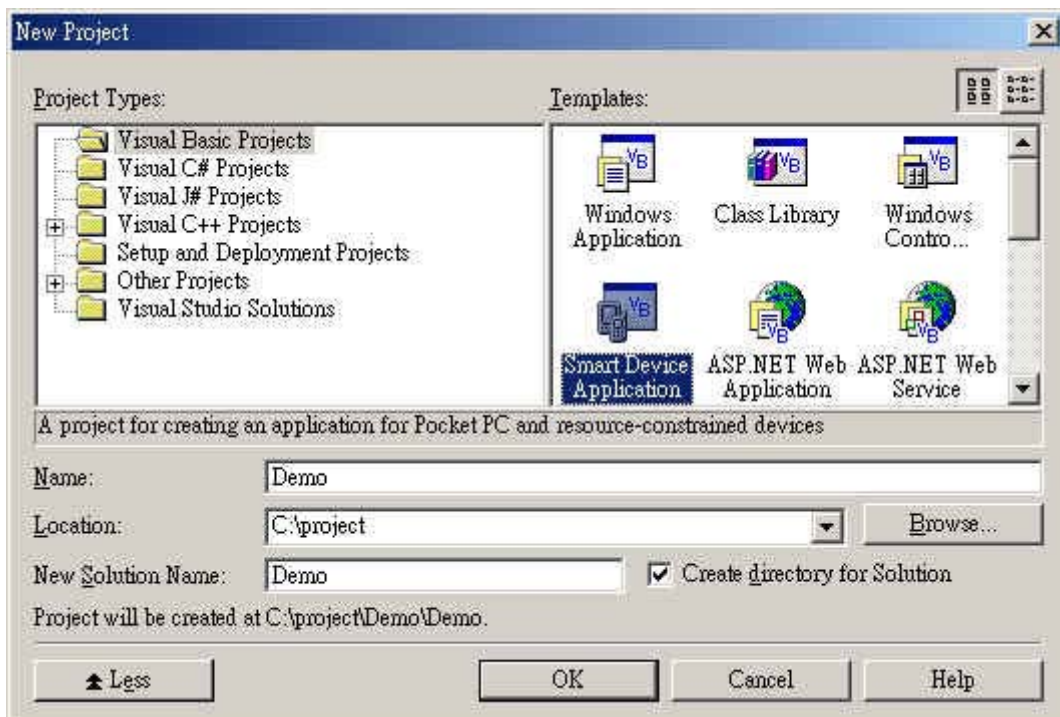 New Project
Project Types:
Templates:
Visual Basic Projects
Visual C# Projects
Visual J# Projects
Visual C++ Projects
Setup and Deployment Projects
Other Projects
Visual Studio Solutions
Windows
Application
Class Library
Windows
Contro...
Smart Device
Application
ASP.NET Web
Application
ASP.NET Web
Service
A project for creating an application for Pocket PC and resource-constrained devices
Name:
Demo
Location:
C:\project
Browse...
New Solution Name:
Demo
Create directory for Solution
Project will be created at C:\project\Demo\Demo.
Less
OK
Cancel
Help